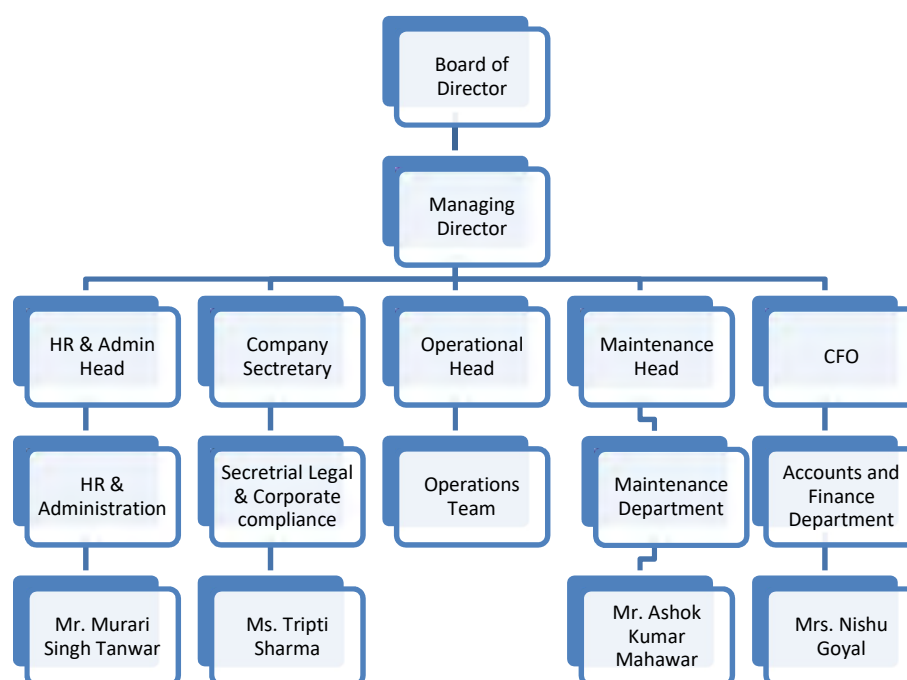 Board of
Director
Managing
Director
HR & Admin
Head
Company
Sectretary
Operational
Head
Maintenance
Head
CFO
HR &
Administration
Secretrial Legal
& Corporate
compliance
Operations
Team
Maintenance
Department
Accounts and
Finance
Department
Mr. Murari
Singh Tanwar
Ms. Tripti
Sharma
Mr. Ashok
Kumar
Mahawar
Mrs. Nishu
Goyal